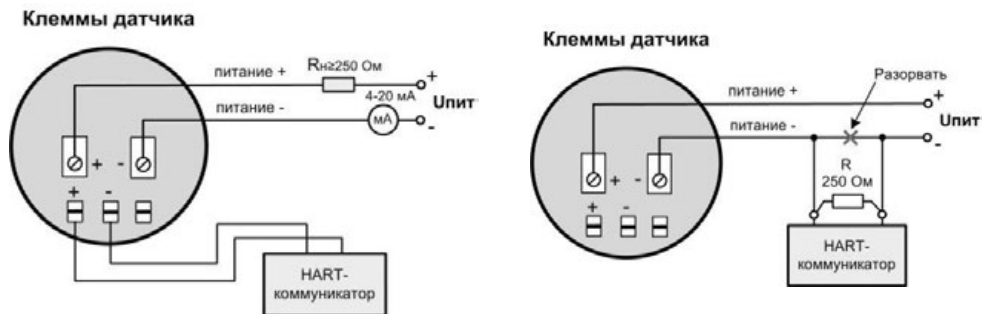 Клеммы датчика
питание +
Rн≥250 Ом
+
питание -
4-20 мА
Uпит
мА
-
+ -
+ -
HART-
коммуникатор
Клеммы датчика
Разорвать
питание +
+
питание -
Uпит
-
R
250 Ом
+ -
+ -
HART-
коммуникатор